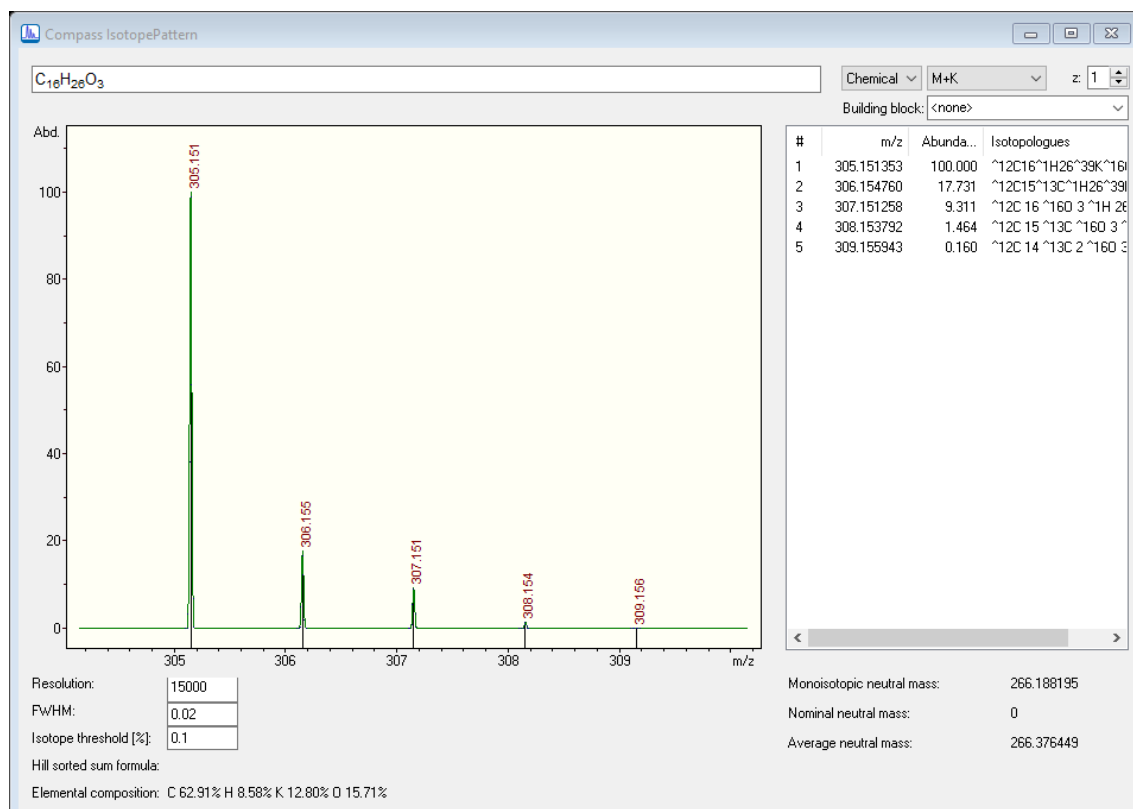 Compass IsotopePattern
C₁₆H₂₆O₃
Chemical M+K z: 1
Building block: <none>
Abd.
100
80
60
40
20
0
305.151
306.155
307.151
308.154
309.156
305 306 307 308 309 m/z
# m/z Abunda... Isotopologues
1 305.151353 100.000 ^12C16^1H26^39K^16
2 306.154760 17.731 ^12C15^13C^1H26^39
3 307.151258 9.311 ^12C 16 ^16O 3 ^1H 26
4 308.153792 1.464 ^12C 15 ^13C ^16O 3 ^
5 309.155943 0.160 ^12C 14 ^13C 2 ^16O 3
Resolution: 15000
FWHM: 0.02
Isotope threshold [%]: 0.1
Hill sorted sum formula:
Elemental composition: C 62.91% H 8.58% K 12.80% O 15.71%
Monoisotopic neutral mass: 266.188195
Nominal neutral mass: 0
Average neutral mass: 266.376449